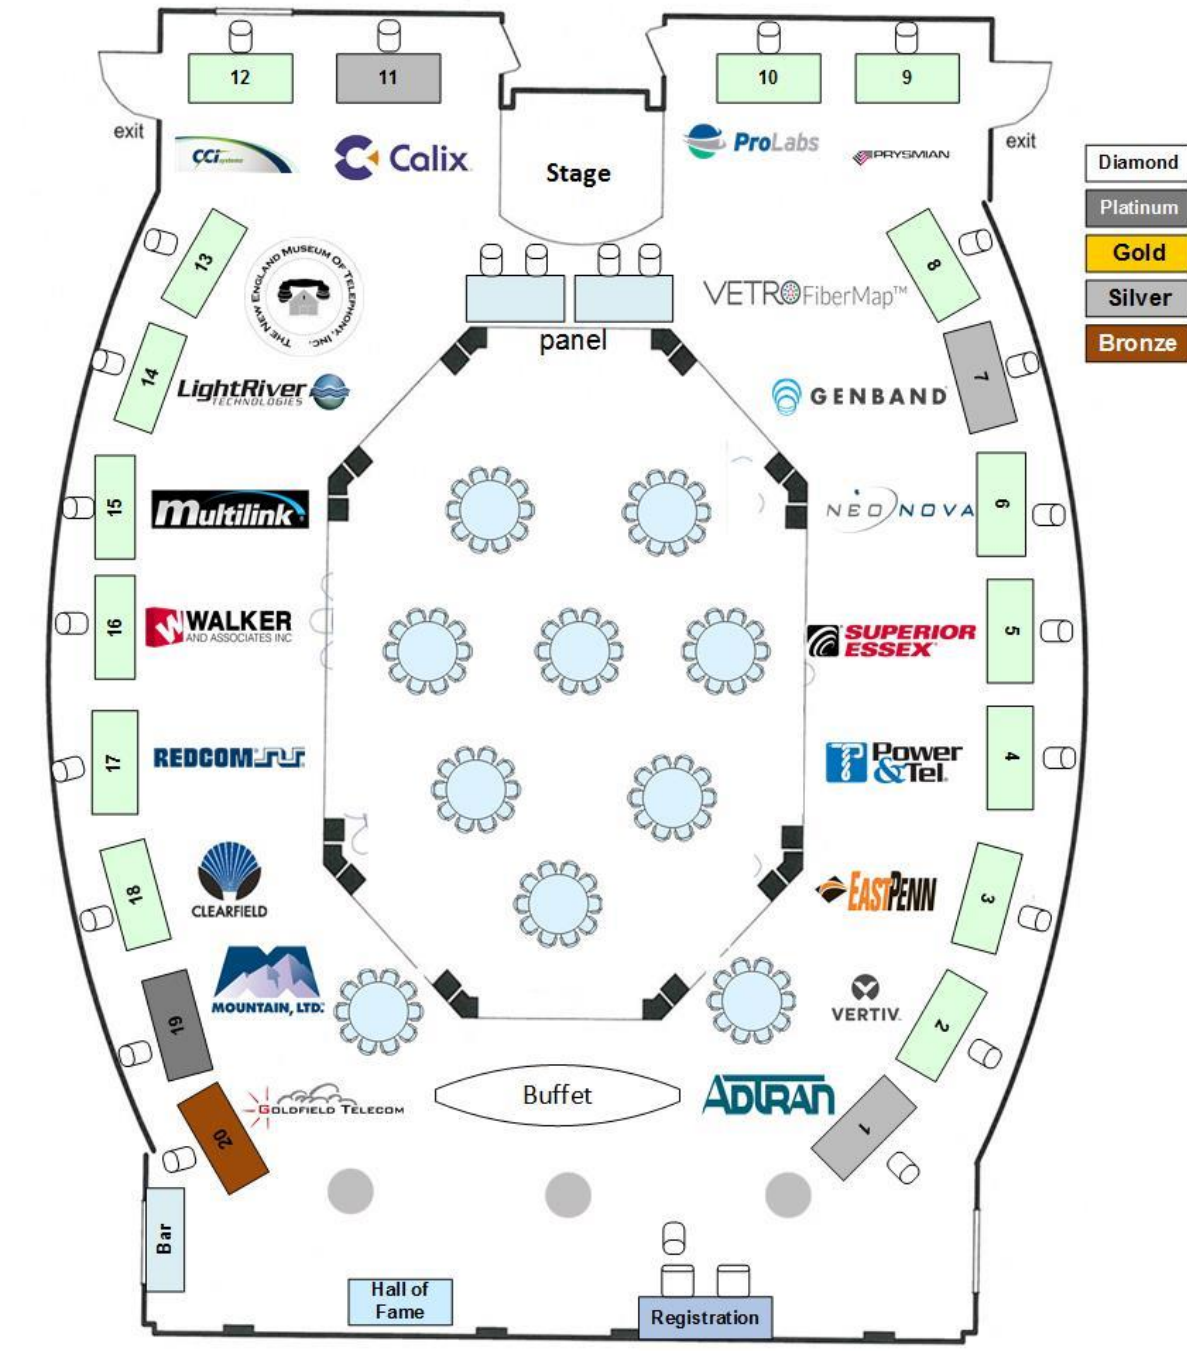 12
11
10
9
exit
exit
CCi systems
Calix
Stage
ProLabs
PRYSMIAN
Diamond
Platinum
Gold
Silver
Bronze
13
THE NEW ENGLAND MUSEUM OF TELEPHONY, INC.
VETRO FiberMap™
8
panel
14
LightRiver
TECHNOLOGIES
GENBAND
7
15
multilink
NEONOVA
6
16
WALKER
AND ASSOCIATES INC
SUPERIOR
ESSEX
5
17
REDCOM
Power
&Tel
4
18
CLEARFIELD
EASTPENN
3
19
MOUNTAIN, LTD.
VERTIV
2
20
GOLDFIELD TELECOM
Buffet
ADTRAN
1
Bar
Hall of
Fame
Registration